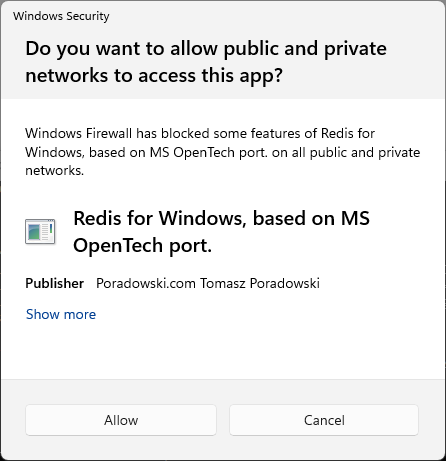 Windows Security
Do you want to allow public and private
networks to access this app?
Windows Firewall has blocked some features of Redis for
Windows, based on MS OpenTech port. on all public and private
networks.
Redis for Windows, based on MS
OpenTech port.
Publisher Poradowski.com Tomasz Poradowski
Show more
Allow
Cancel